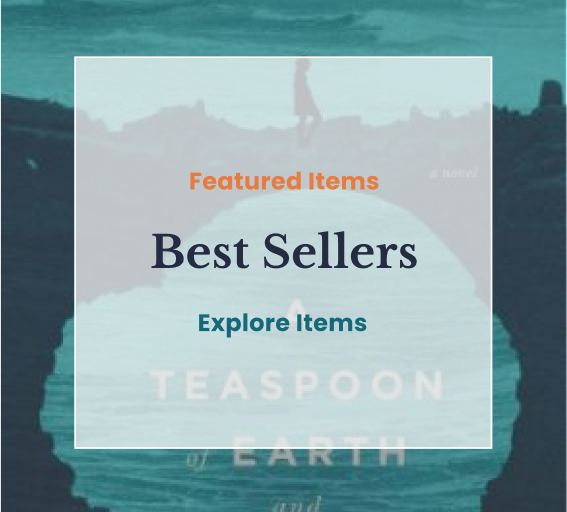 a novel
Featured Items
Best Sellers
A
Explore Items
TEASPOON
of EARTH
and